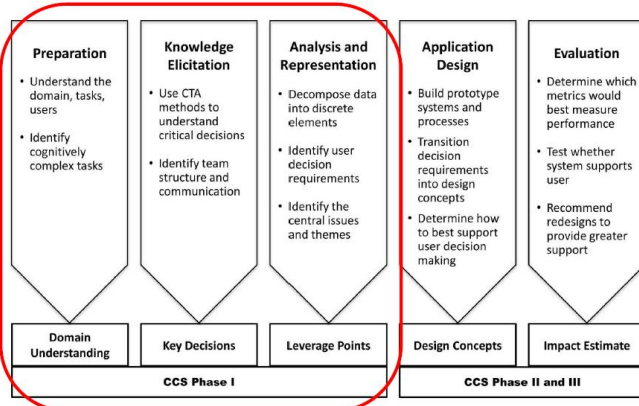 Preparation
• Understand the
domain, tasks,
users
• Identify
cognitively
complex tasks
Domain
Understanding
Knowledge
Elicitation
• Use CTA
methods to
understand
critical decisions
• Identify team
structure and
communication
Key Decisions
Analysis and
Representation
• Decompose data
into discrete
elements
• Identify user
decision
requirements
• Identify the
central issues
and themes
Leverage Points
Application
Design
• Build prototype
systems and
processes
• Transition
decision
requirements
into design
concepts
• Determine how
to best support
user decision
making
Design Concepts
Evaluation
• Determine which
metrics would
best measure
performance
• Test whether
system supports
user
• Recommend
redesigns to
provide greater
support
Impact Estimate
CCS Phase I
CCS Phase II and III